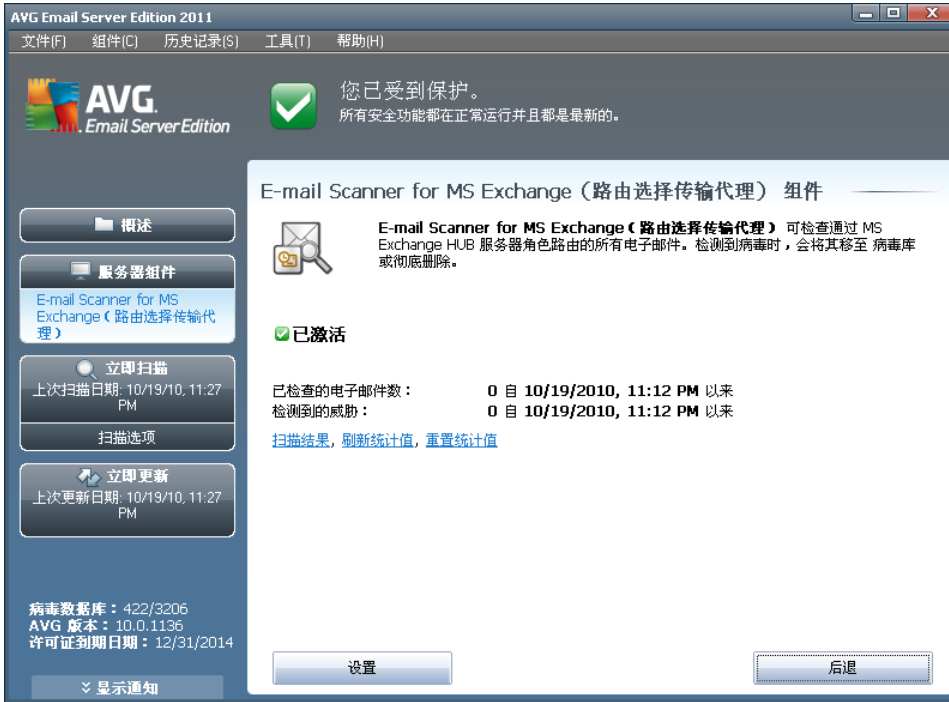 AVG Email Server Edition 2011
文件(F) 组件(C) 历史记录(S) 工具(T) 帮助(H)
AVG.
Email Server Edition
您已受到保护。
所有安全功能都在正常运行并且都是最新的。
概述
服务器组件
E-mail Scanner for MS
Exchange（路由选择传输代
理）
立即扫描
上次扫描日期: 10/19/10, 11:27
PM
扫描选项
立即更新
上次更新日期: 10/19/10, 11:27
PM
病毒数据库：422/3206
AVG 版本：10.0.1136
许可证到期日期：12/31/2014
显示通知
E-mail Scanner for MS Exchange（路由选择传输代理） 组件
E-mail Scanner for MS Exchange（路由选择传输代理） 可检查通过 MS
Exchange HUB 服务器角色路由的所有电子邮件。检测到病毒时，会将其移至 病毒库
或彻底删除。
已激活
已检查的电子邮件数： 0 自 10/19/2010, 11:12 PM 以来
检测到的威胁： 0 自 10/19/2010, 11:12 PM 以来
扫描结果, 刷新统计值, 重置统计值
设置
后退